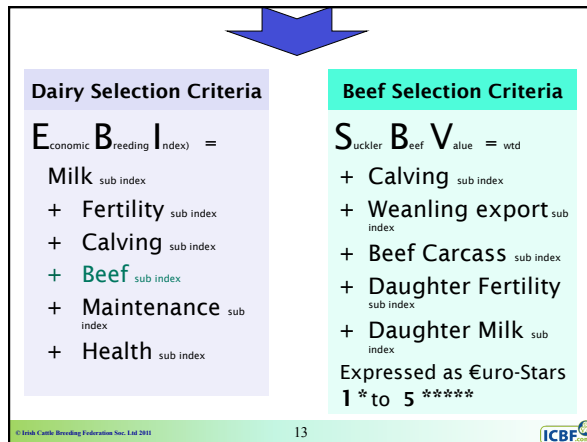 Dairy Selection Criteria
Economic Breeding Index) =
Milk sub index
+ Fertility sub index
+ Calving sub index
+ Beef sub index
+ Maintenance sub
index
+ Health sub index
Beef Selection Criteria
Suckler Beef Value = wtd
+ Calving sub index
+ Weanling export sub
index
+ Beef Carcass sub index
+ Daughter Fertility
sub index
+ Daughter Milk sub
index
Expressed as €uro-Stars
1 * to 5 *****
© Irish Cattle Breeding Federation Soc. Ltd 2011
13
ICBF